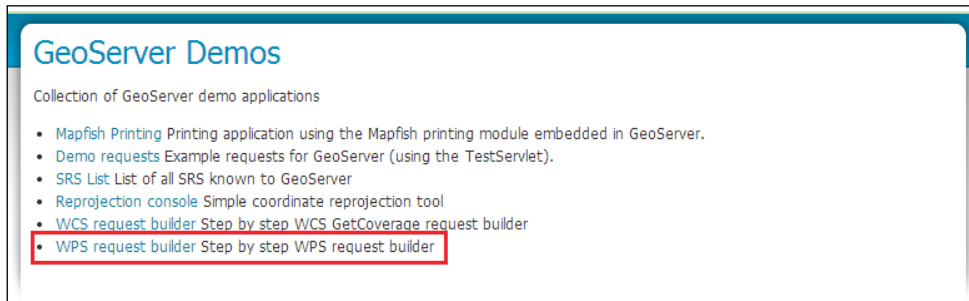 GeoServer Demos
Collection of GeoServer demo applications
• Mapfish Printing Printing application using the Mapfish printing module embedded in GeoServer.
• Demo requests Example requests for GeoServer (using the TestServlet).
• SRS List List of all SRS known to GeoServer
• Reprojection console Simple coordinate reprojection tool
• WCS request builder Step by step WCS GetCoverage request builder
• WPS request builder Step by step WPS request builder